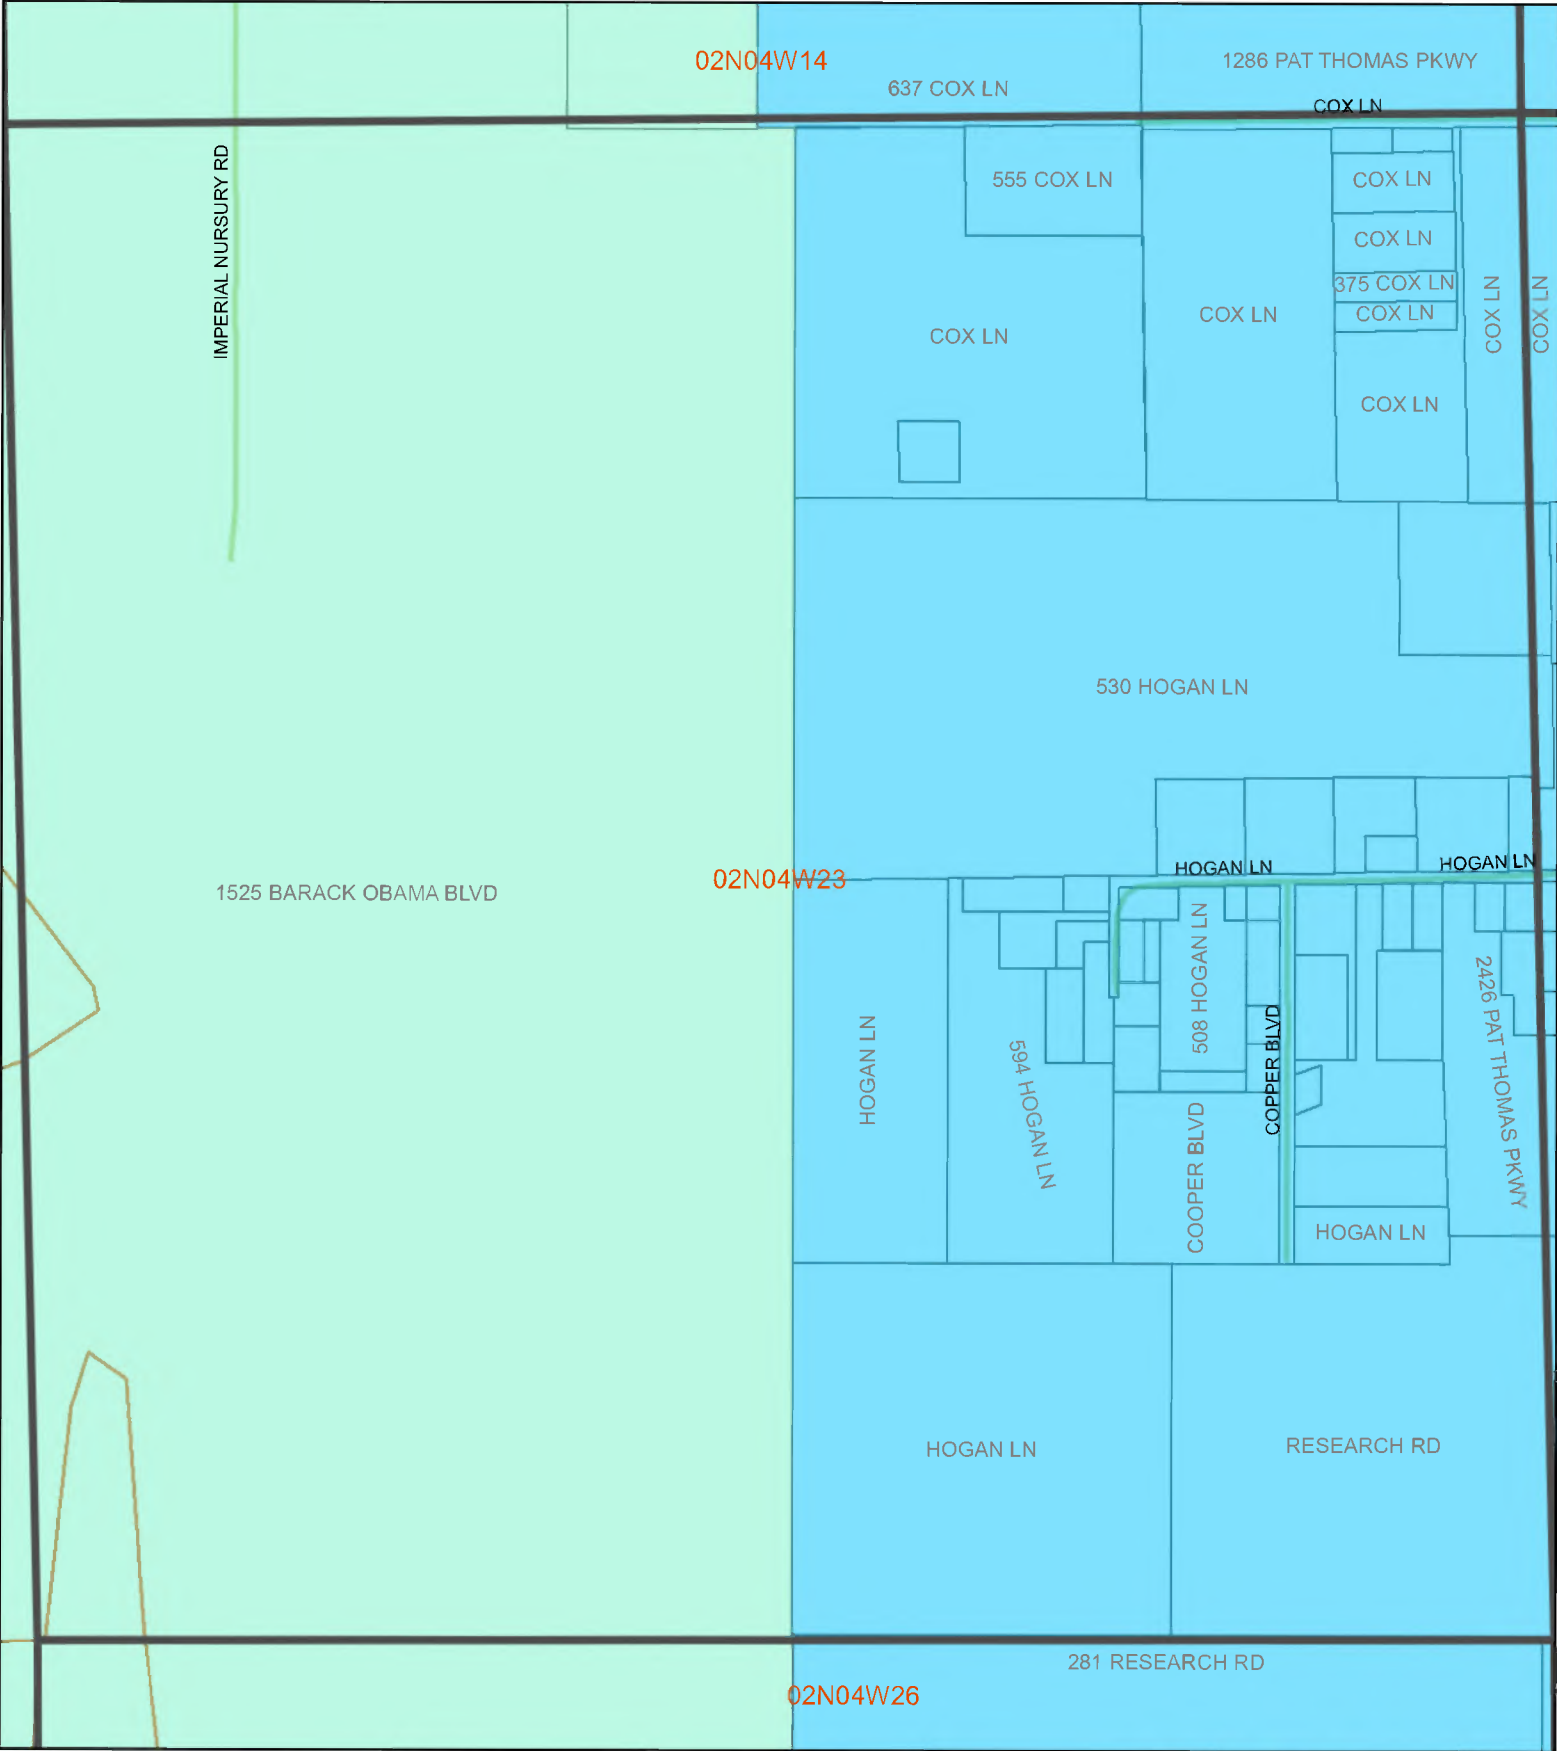 02N04W14
1286 PAT THOMAS PKWY
637 COX LN
COX LN
IMPERIAL NURSURY RD
555 COX LN
COX LN
COX LN
375 COX LN
COX LN
COX LN
COX LN
COX LN
COX LN
COX LN
530 HOGAN LN
HOGAN LN
HOGAN LN
02N04W23
1525 BARACK OBAMA BLVD
508 HOGAN LN
2426 PAT THOMAS PKWY
HOGAN LN
594 HOGAN LN
COPPER BLVD
COOPER BLVD
HOGAN LN
HOGAN LN
RESEARCH RD
281 RESEARCH RD
02N04W26